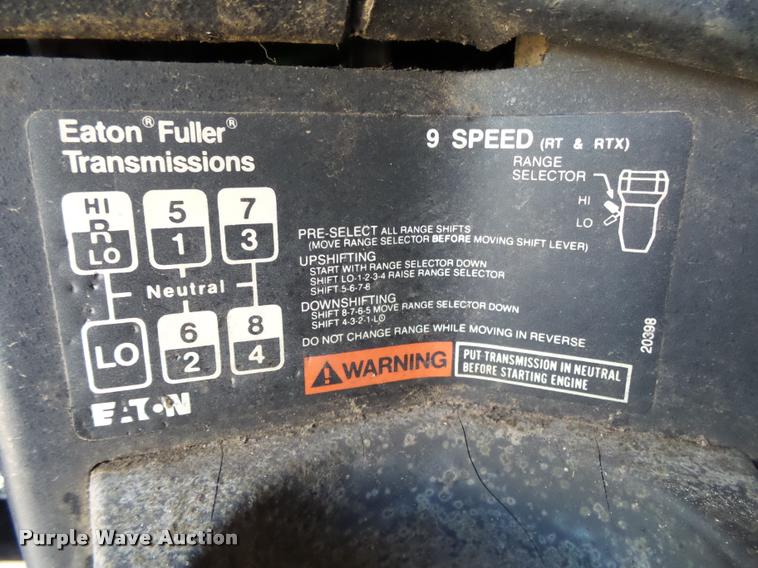 Eaton® Fuller®
Transmissions
9 SPEED (RT & RTX)
RANGE
SELECTOR
HI
LO
HI
R
LO
5
1
7
3
Neutral
LO
6
2
8
4
EATON
PRE-SELECT ALL RANGE SHIFTS
(MOVE RANGE SELECTOR BEFORE MOVING SHIFT LEVER)
UPSHIFTING
START WITH RANGE SELECTOR DOWN
SHIFT LO-1-2-3-4 RAISE RANGE SELECTOR
SHIFT 5-6-7-8
DOWNSHIFTING
SHIFT 8-7-6-5 MOVE RANGE SELECTOR DOWN
SHIFT 4-3-2-1-LO
DO NOT CHANGE RANGE WHILE MOVING IN REVERSE
WARNING
PUT TRANSMISSION IN NEUTRAL
BEFORE STARTING ENGINE
20398
Purple Wave Auction